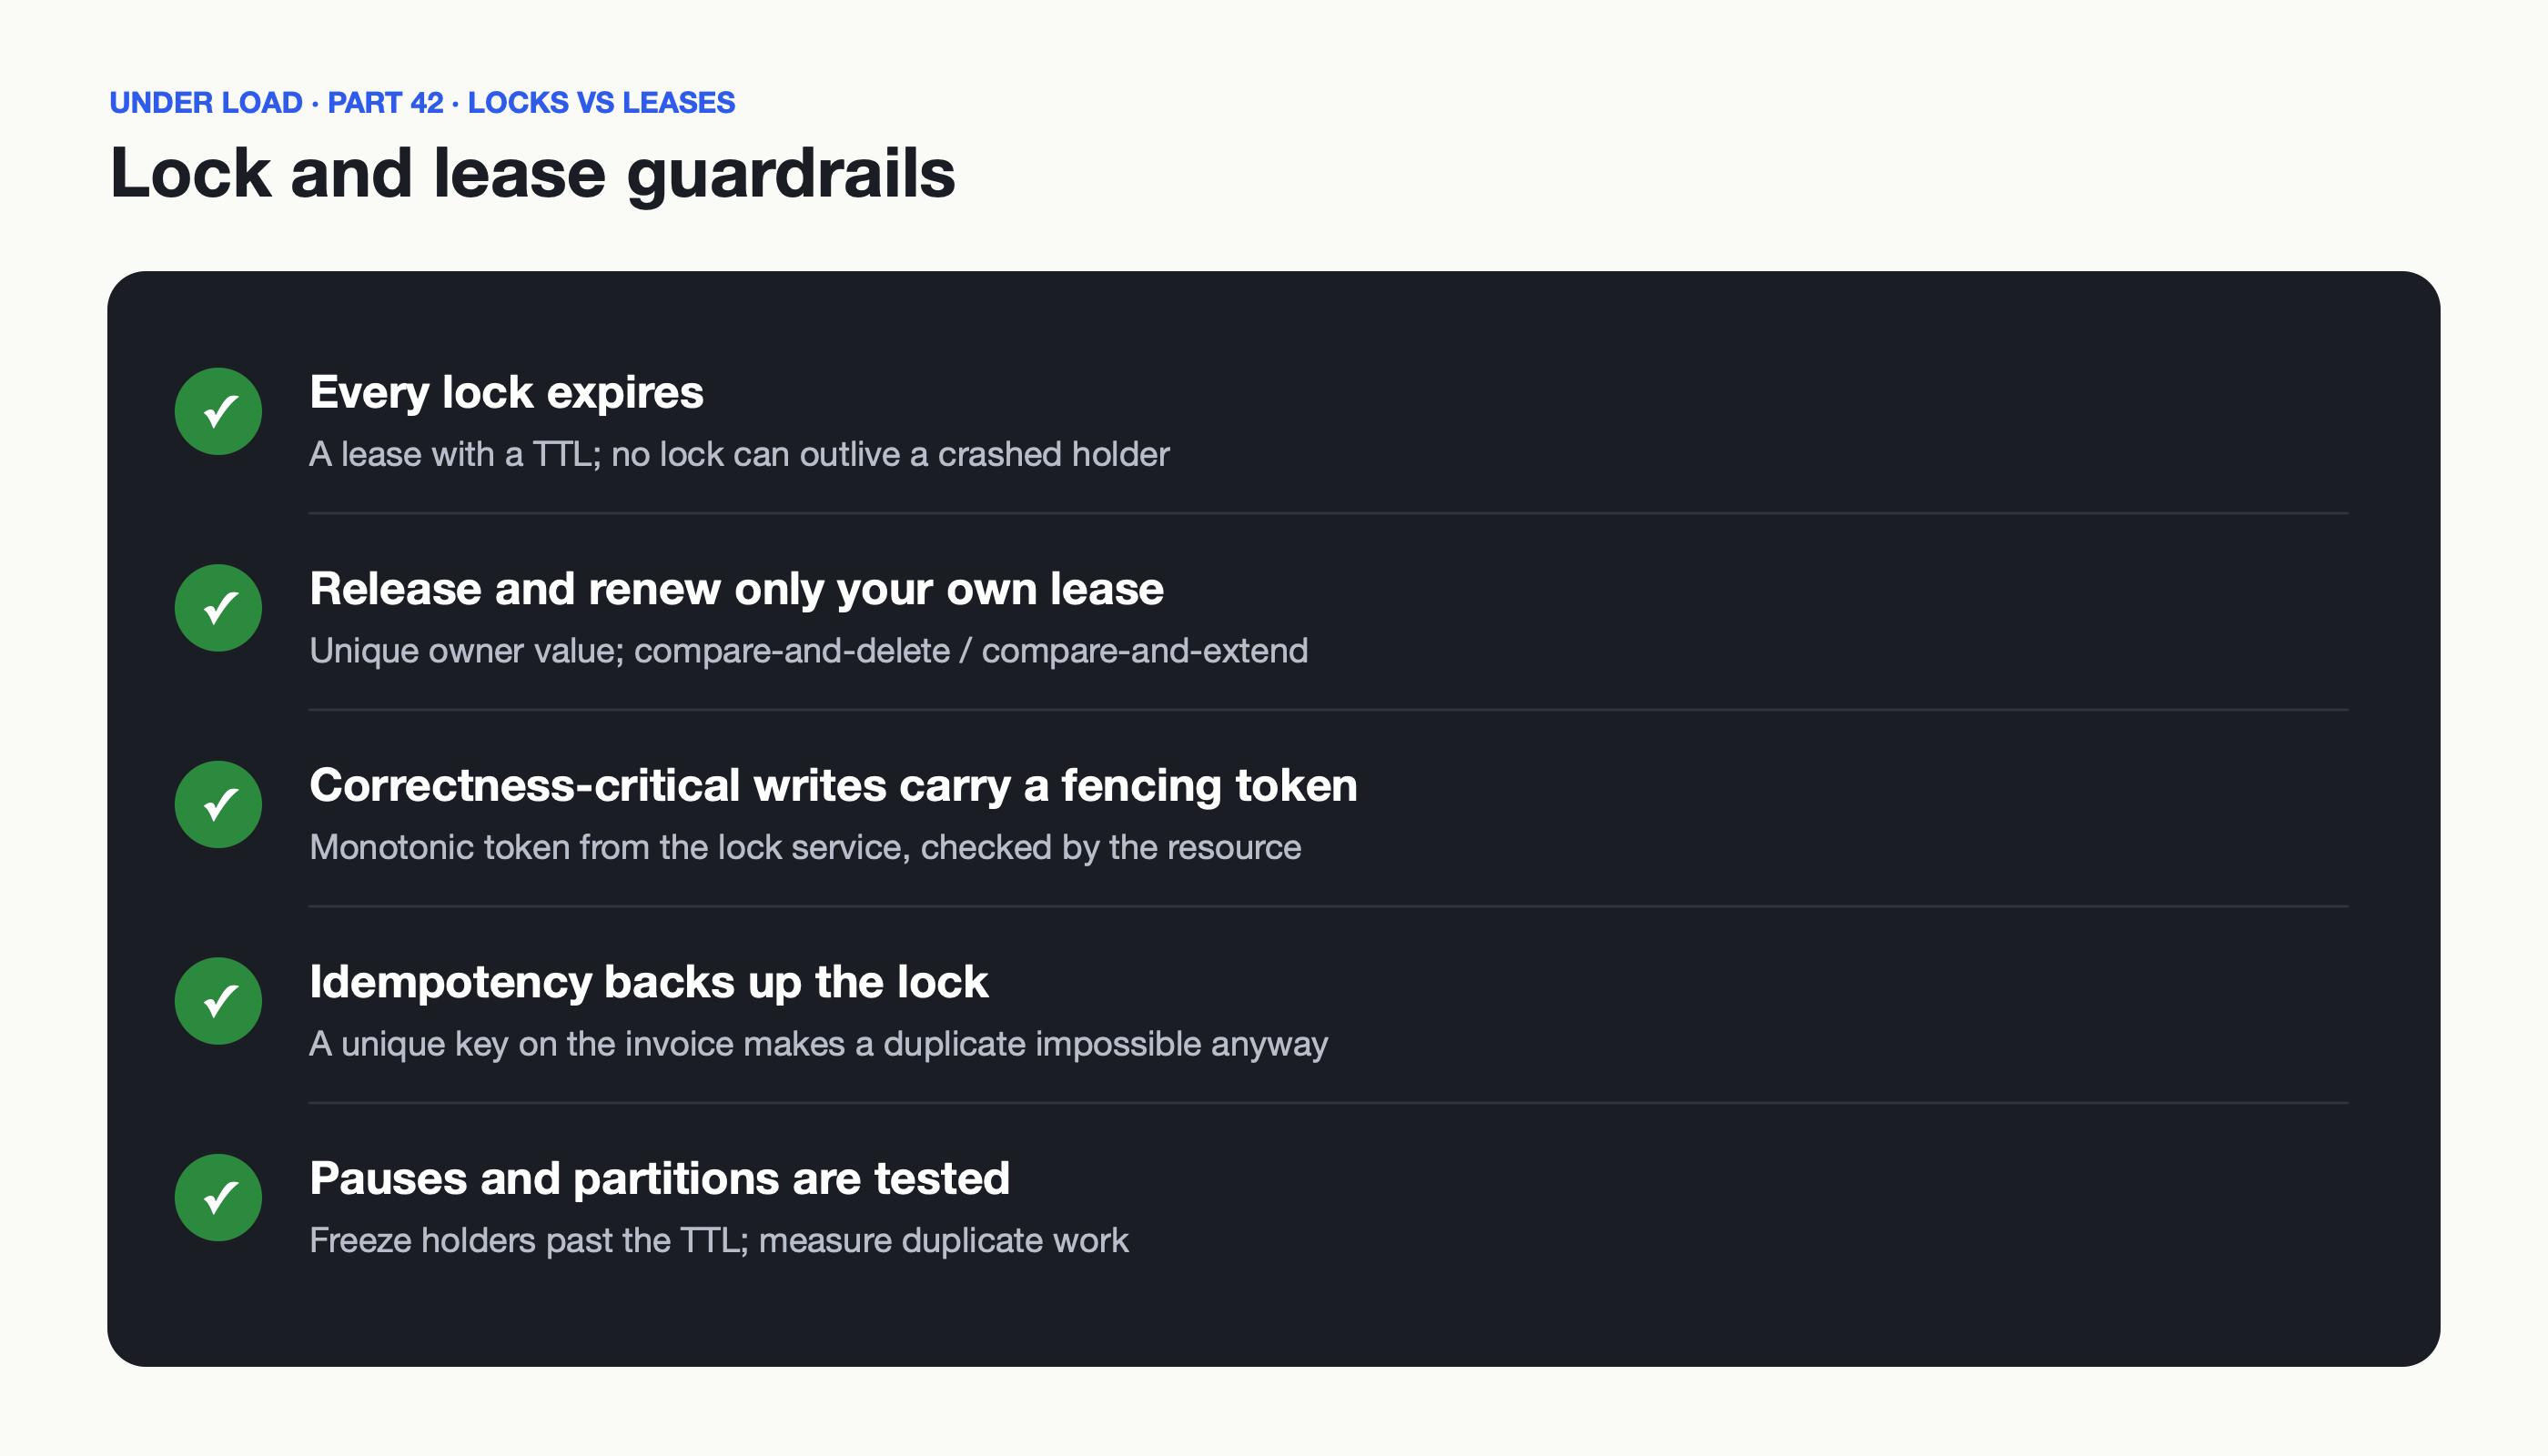 UNDER LOAD · PART 42 · LOCKS VS LEASES
Lock and lease guardrails
Every lock expires
A lease with a TTL; no lock can outlive a crashed holder
Release and renew only your own lease
Unique owner value; compare-and-delete / compare-and-extend
Correctness-critical writes carry a fencing token
Monotonic token from the lock service, checked by the resource
Idempotency backs up the lock
A unique key on the invoice makes a duplicate impossible anyway
Pauses and partitions are tested
Freeze holders past the TTL; measure duplicate work